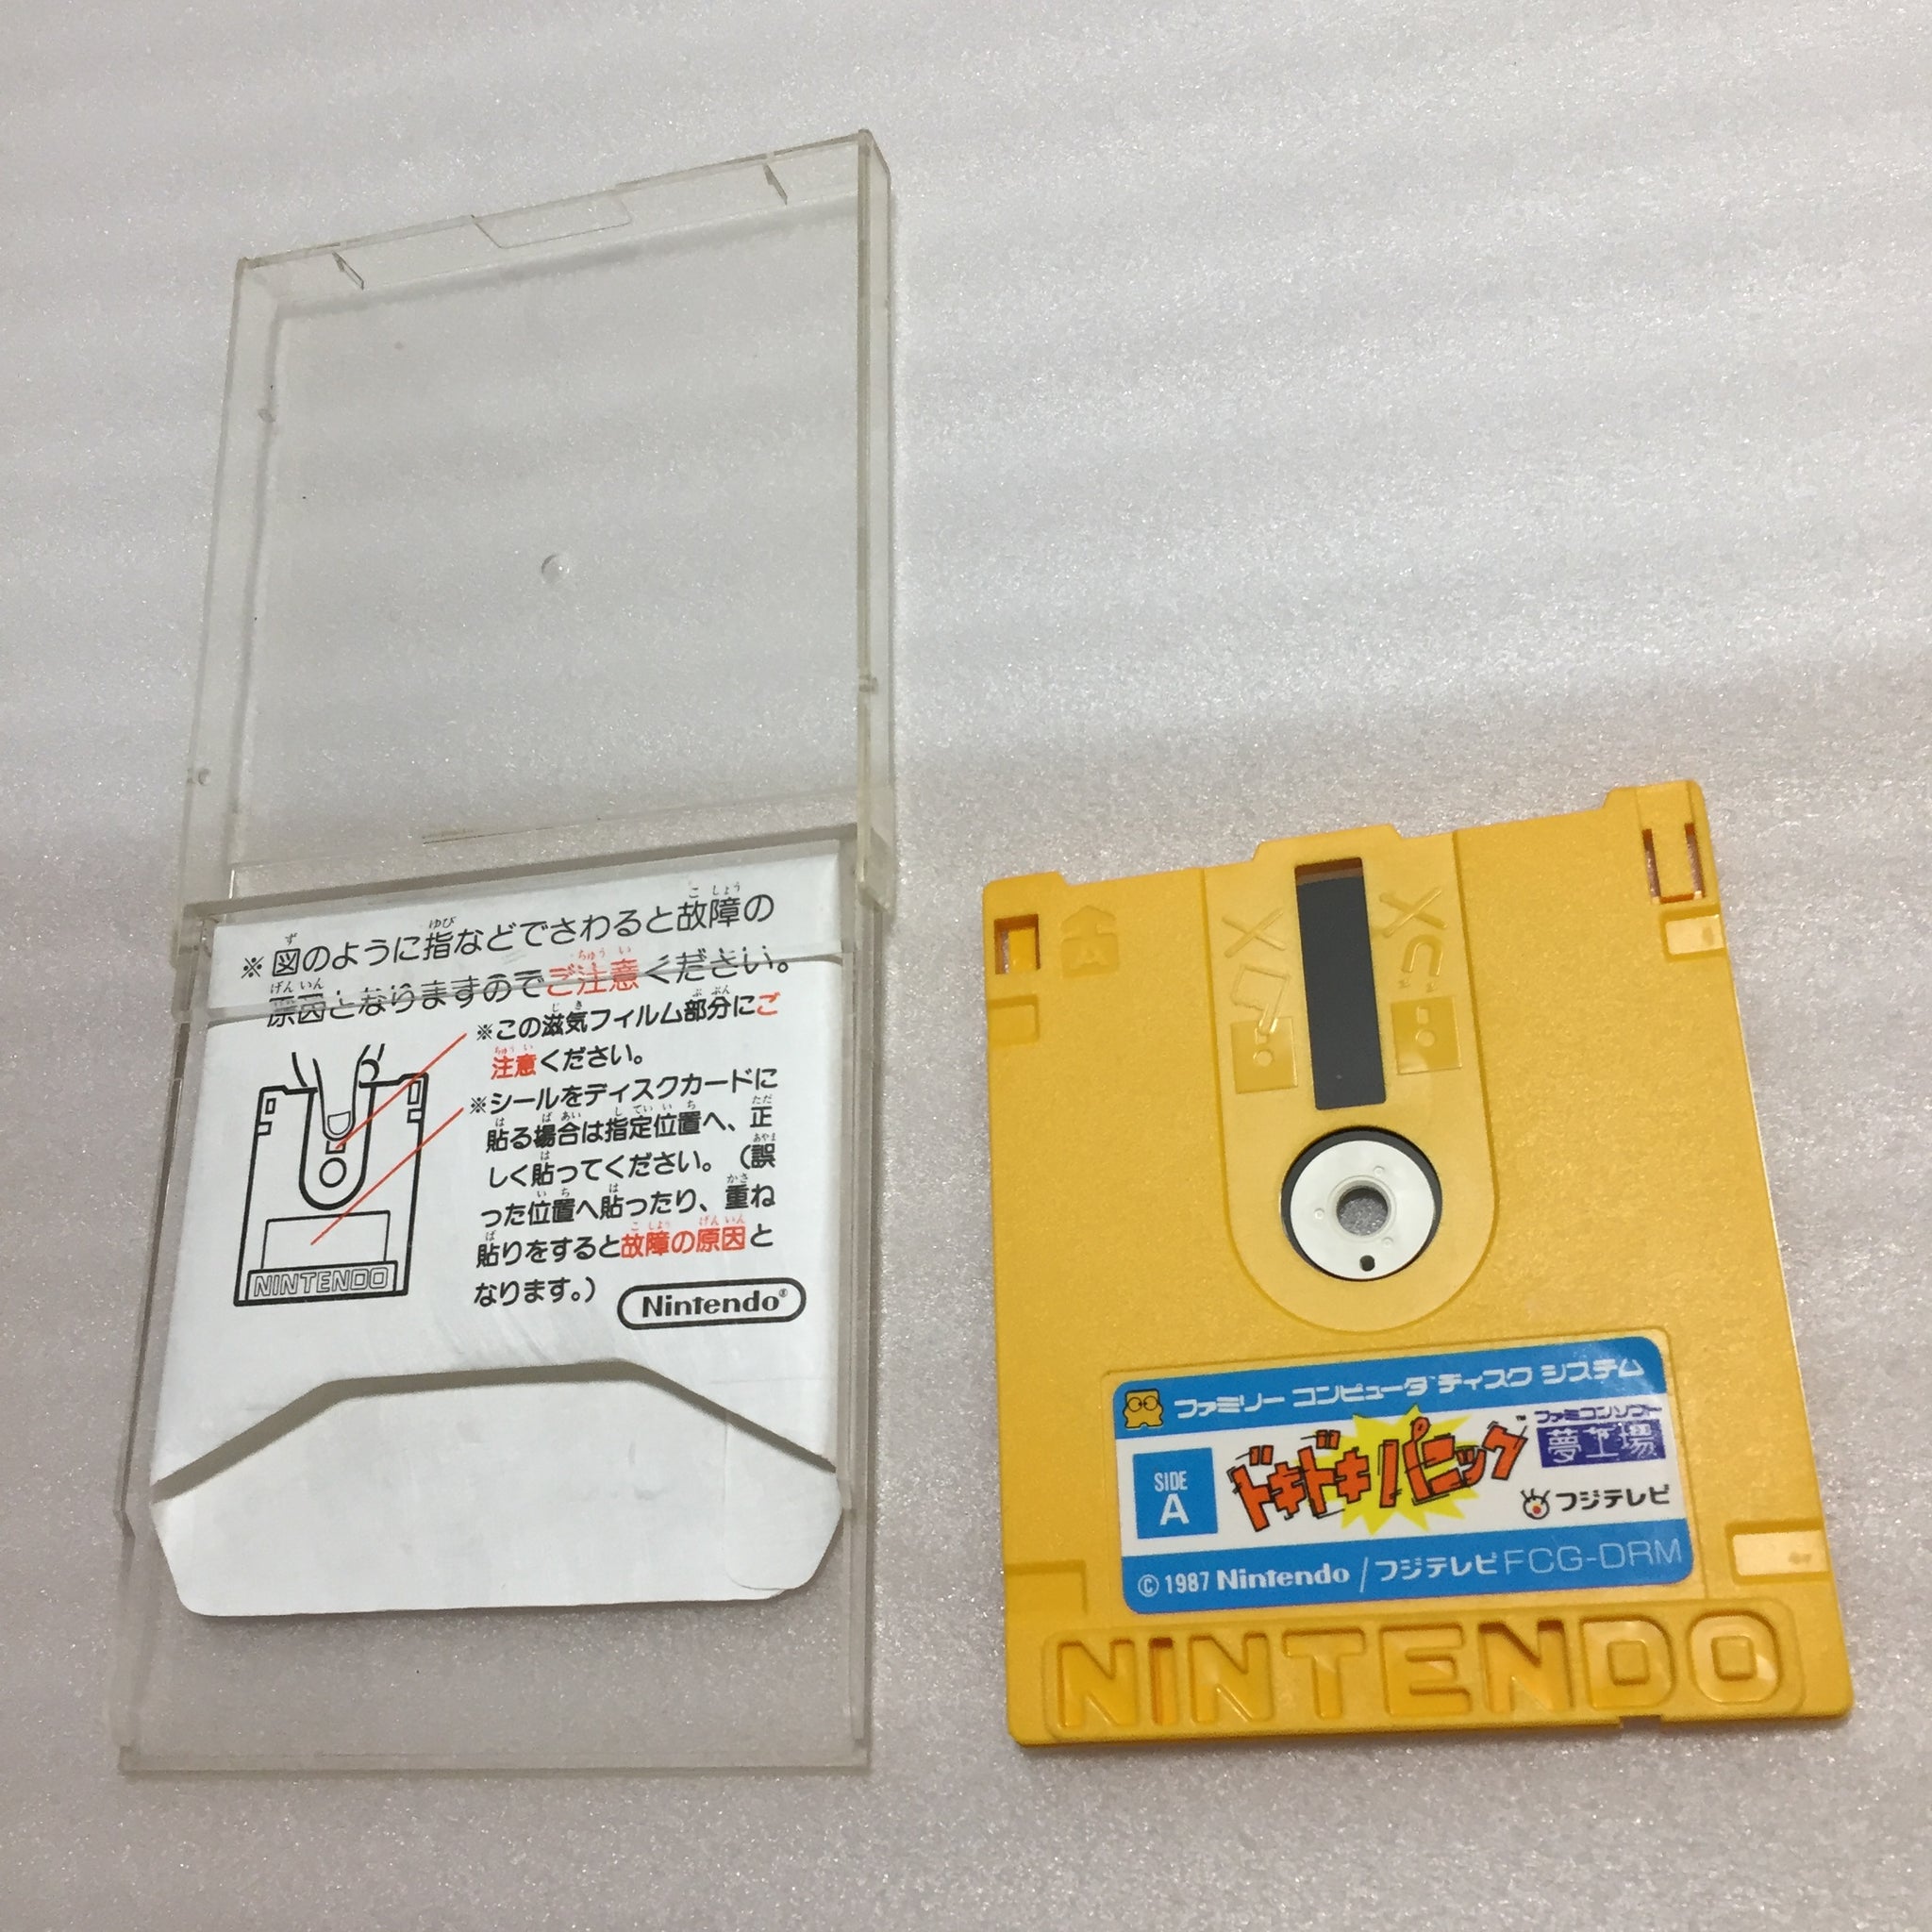 ※図のように指などでさわると故障の
原因となりますのでご注意ください。
※この滋気フィルム部分にご
注意ください。
※シールをディスクカードに
貼る場合は指定位置へ、正
しく貼ってください。(誤
った位置へ貼ったり、重ね
貼りをすると故障の原因と
なります。)
NINTENDO
Nintendo®
ファミリー コンピュータ ディスク システム
SIDE
A
ドキドキパニック™
ファミコンソフト
夢工場
フジテレビ
© 1987 Nintendo / フジテレビ FCG-DRM
NINTENDO